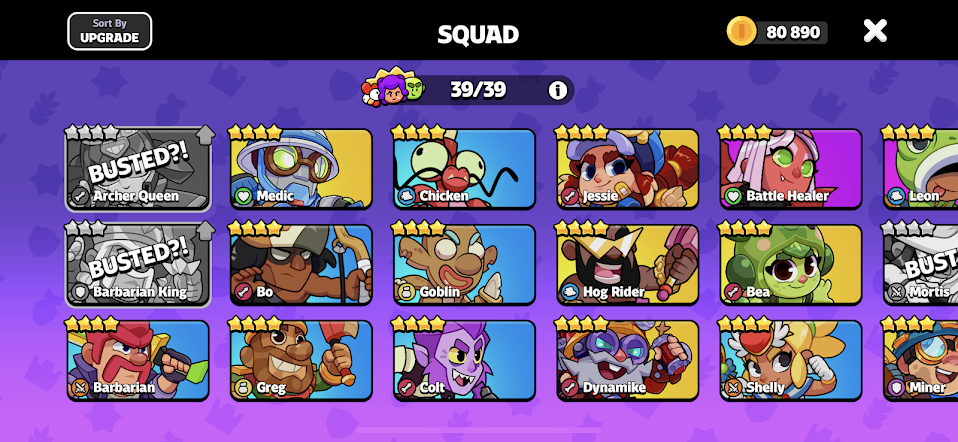 Sort By
UPGRADE
SQUAD
80 890
39/39
i
BUSTED?!
Archer Queen
Medic
Chicken
Jessie
Battle Healer
Leon
BUSTED?!
Barbarian King
Bo
Goblin
Hog Rider
Bea
BUST
Mortis
Barbarian
Greg
Colt
Dynamike
Shelly
Miner